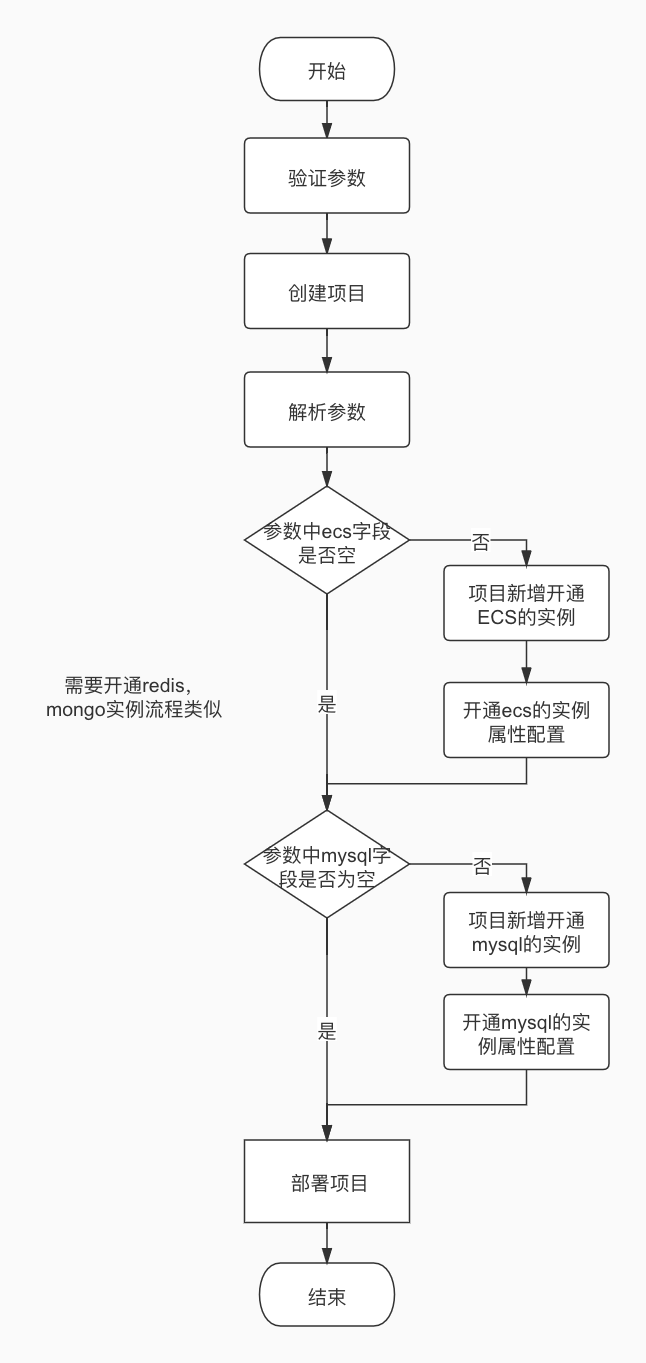 开始
验证参数
创建项目
解析参数
参数中ecs字段
是否空
否
项目新增开通
ECS的实例
需要开通redis，
mongo实例流程类似
是
开通ecs的实例
属性配置
参数中mysql字
段是否为空
否
项目新增开通
mysql的实例
是
开通mysql的实
例属性配置
部署项目
结束